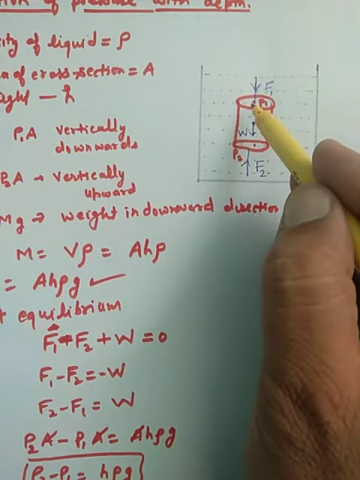 of pressure with depth.
ity of liquid = ρ
a of cross-section = A
ight — h
P₁A vertically
downwards
P₂A → vertically
upward
Mg → weight in downward direction
M = Vρ = Ahρ
= Ahρg
equilibrium
F₁ - F₂ + W = 0
F₁ - F₂ = -W
F₂ - F₁ = W
P₂A - P₁A = Ahρg
P₂ - P₁ = hρg
F₁
P₁
W
P₂
F₂